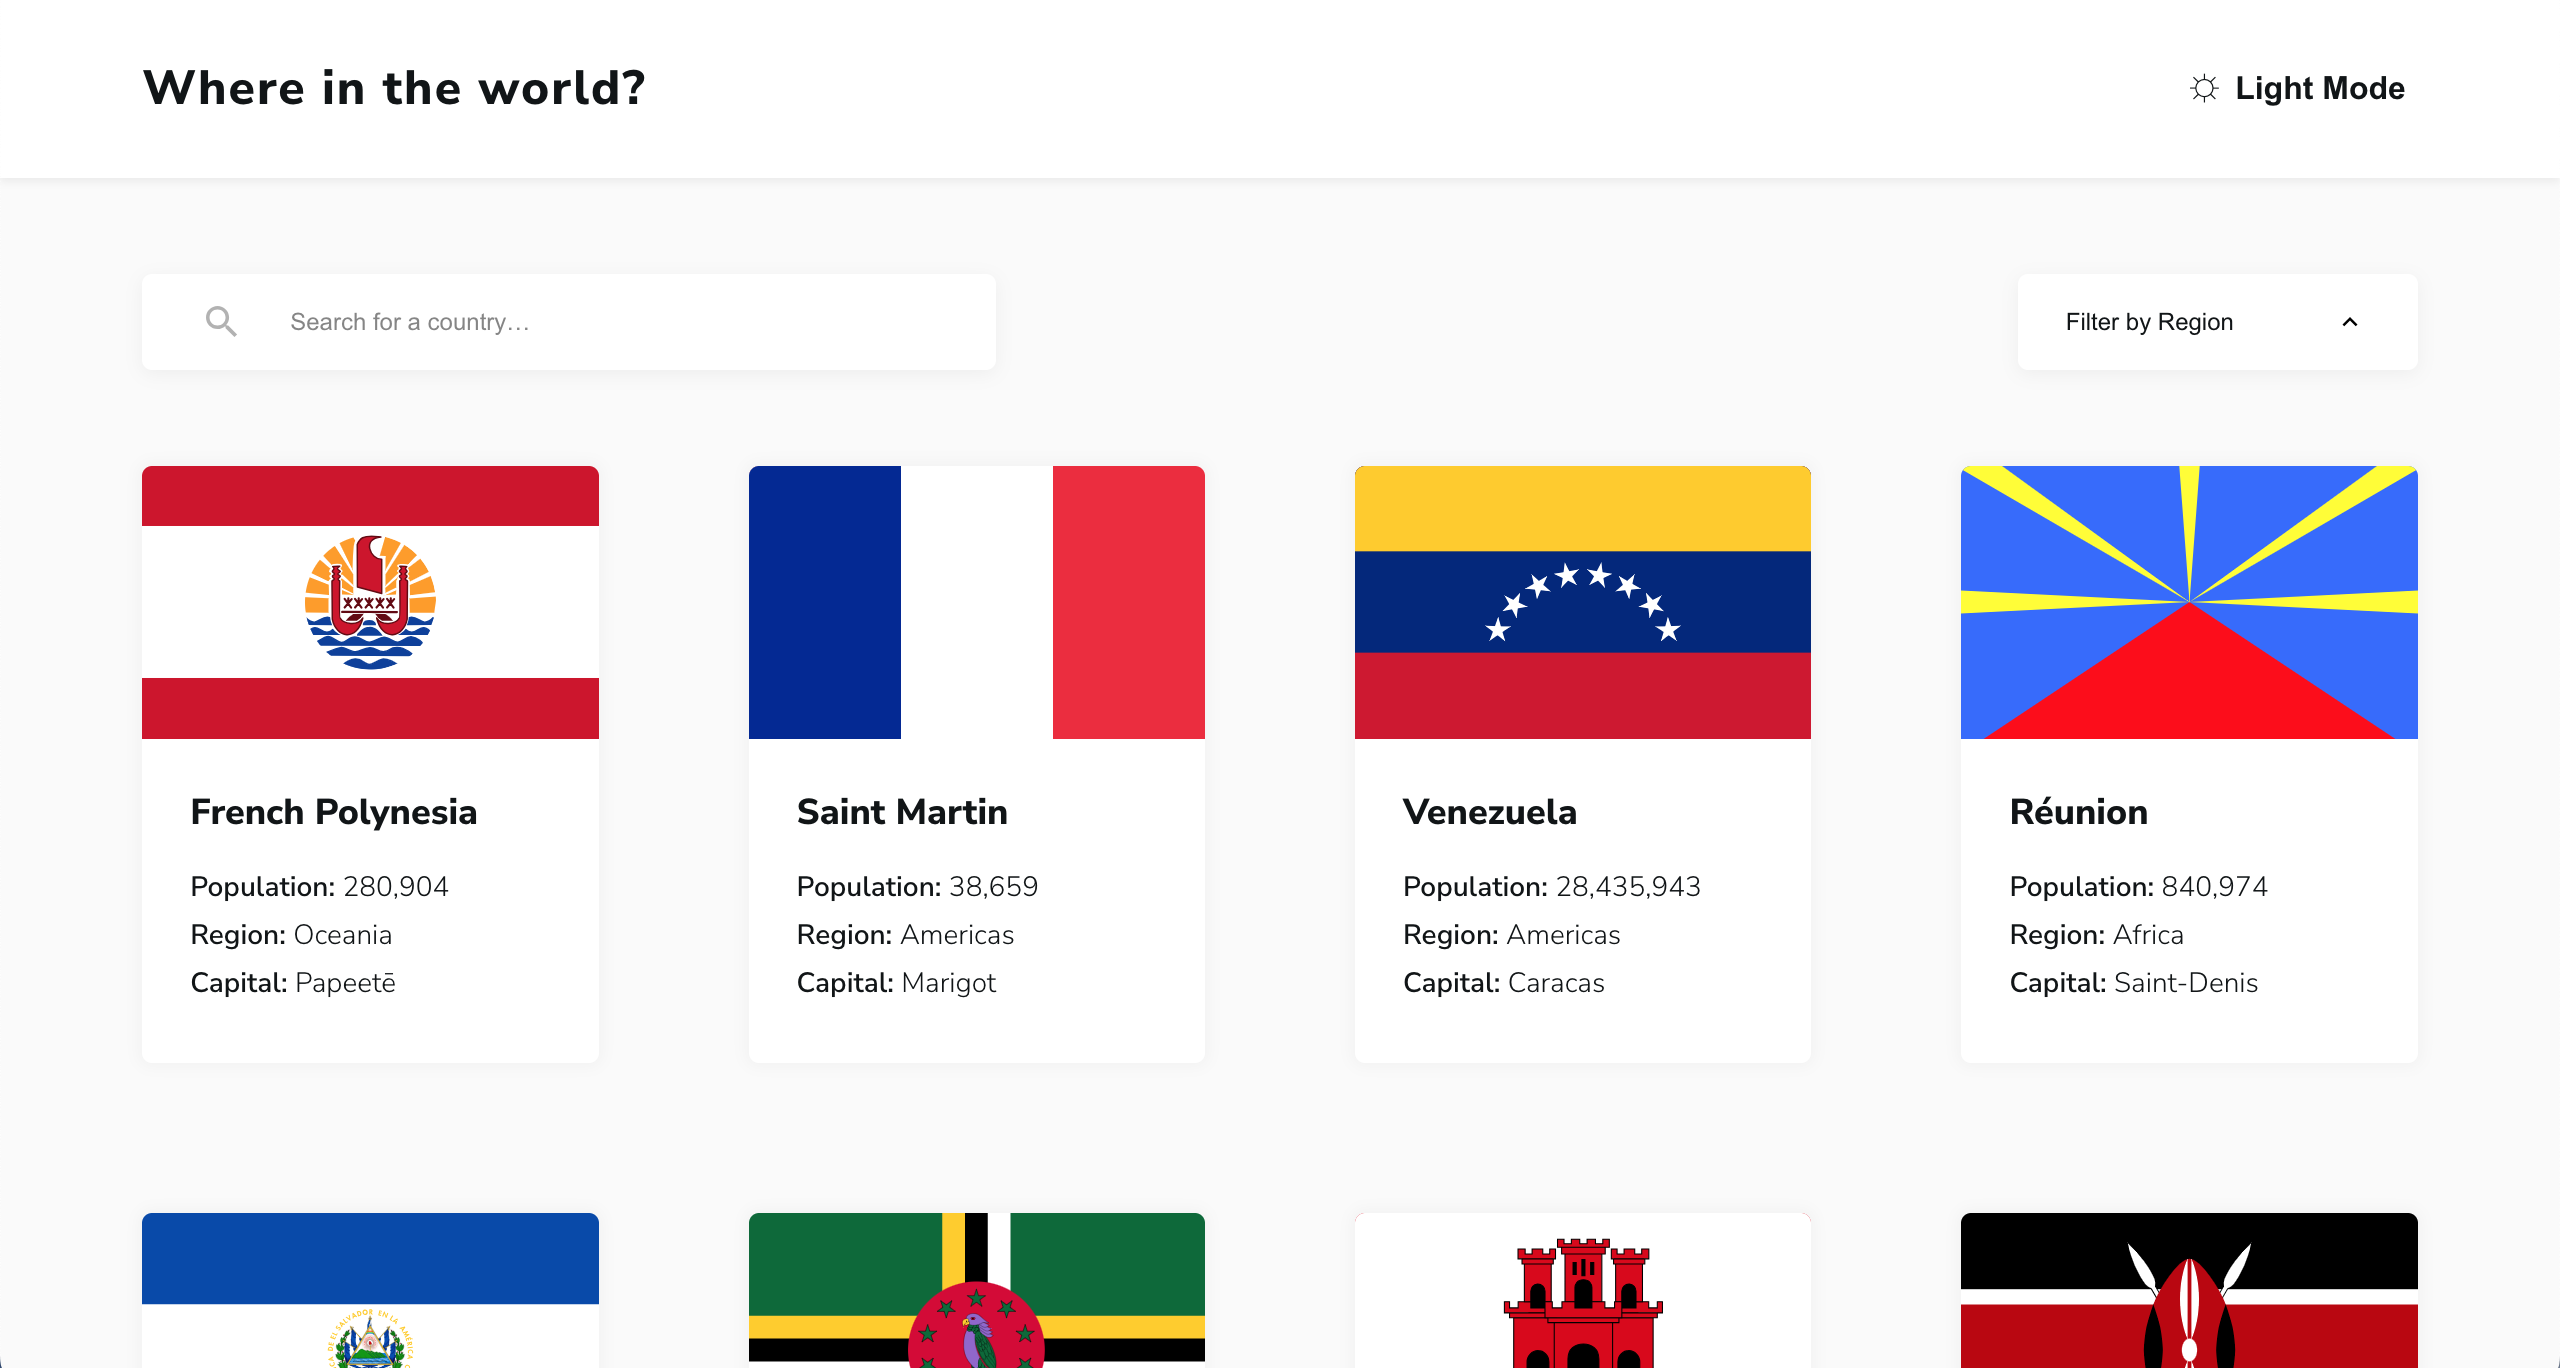 Where in the world?
Light Mode
Search for a country…
Filter by Region
French Polynesia
Population: 280,904
Region: Oceania
Capital: Papeetē
Saint Martin
Population: 38,659
Region: Americas
Capital: Marigot
Venezuela
Population: 28,435,943
Region: Americas
Capital: Caracas
Réunion
Population: 840,974
Region: Africa
Capital: Saint-Denis